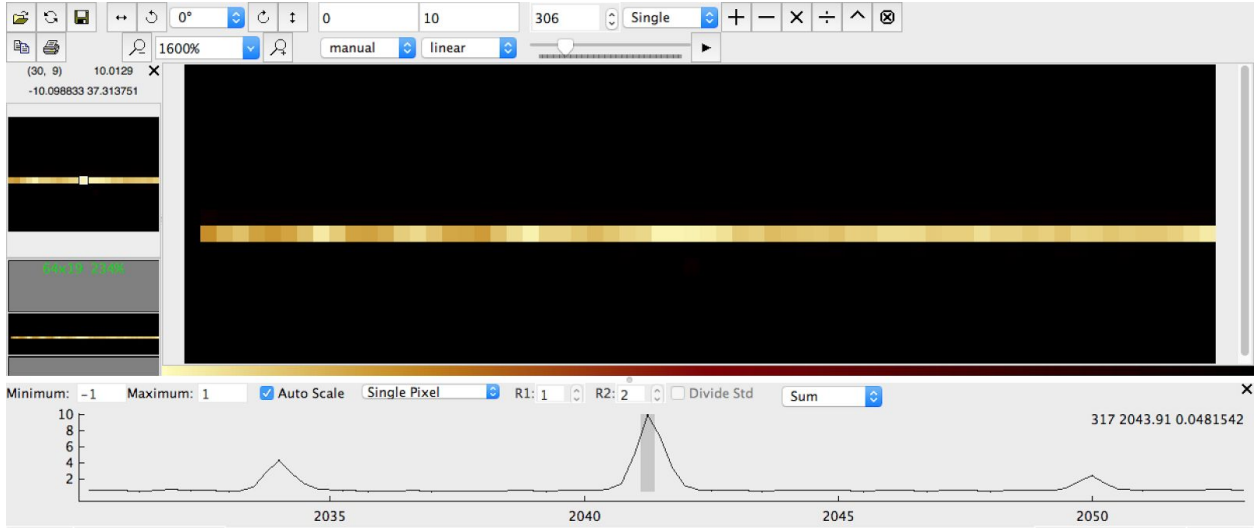 0° 0 10 306 Single
1600% manual linear
(30, 9) 10.0129
-10.098833 37.313751
64x19 234%
Minimum: -1 Maximum: 1 Auto Scale Single Pixel R1: 1 R2: 2 Divide Std Sum
317 2043.91 0.0481542
10
8
6
4
2
2035 2040 2045 2050